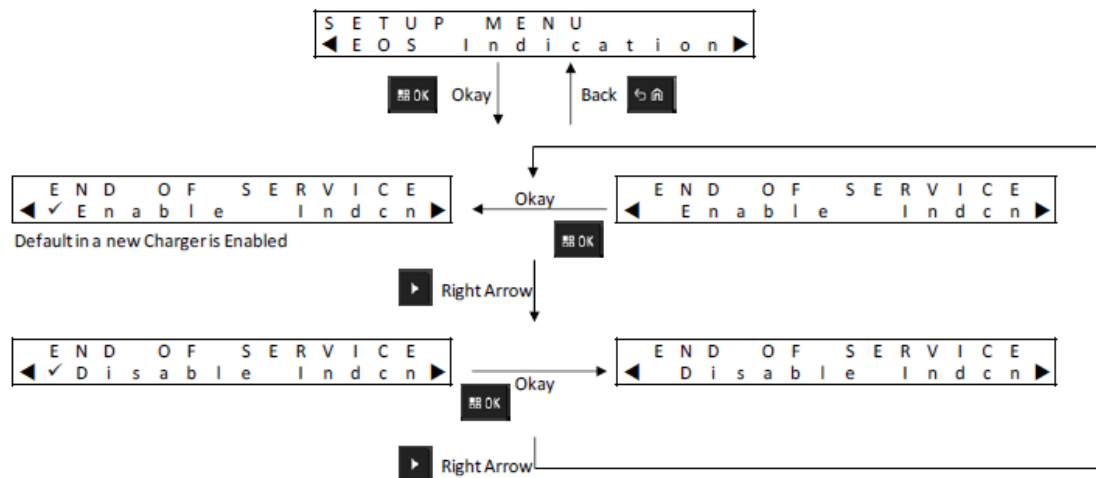 SETUP MENU
◀EOS Indication▶
OK Okay
Back
END OF SERVICE
◀✓Enable Indcn▶
Okay
END OF SERVICE
◀ Enable Indcn▶
Default in a new Charger is Enabled
OK
Right Arrow
END OF SERVICE
◀✓Disable Indcn▶
Okay
END OF SERVICE
◀ Disable Indcn▶
OK
Right Arrow